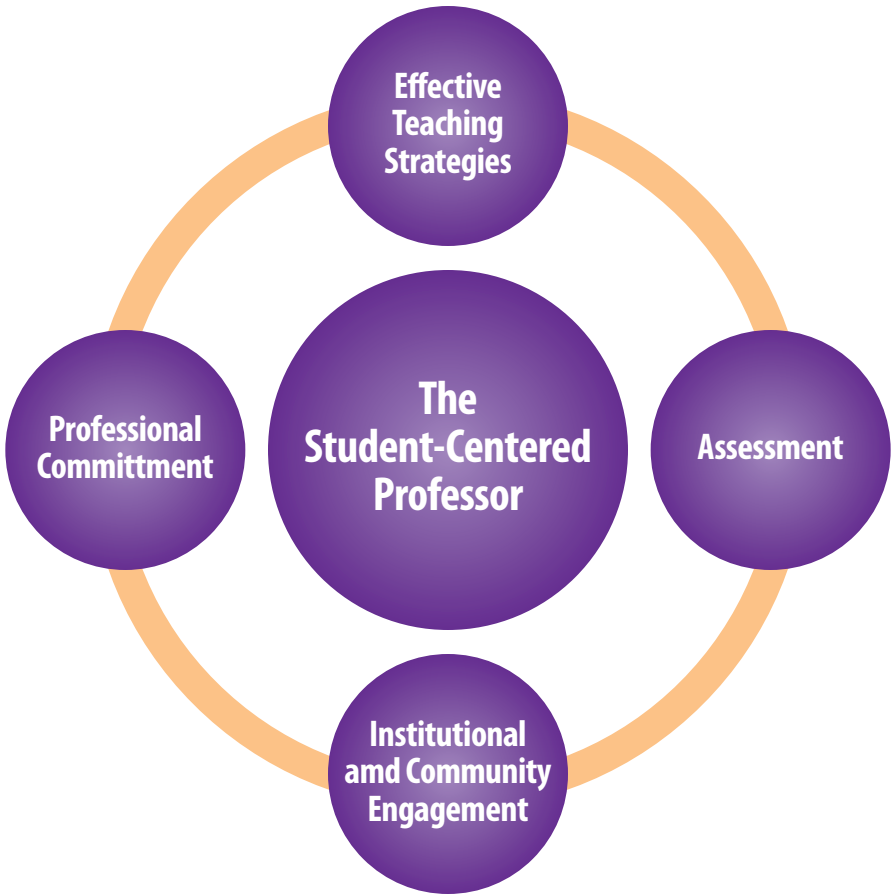 Effective
Teaching
Strategies
The
Student-Centered
Professor
Professional
Committment
Assessment
Institutional
amd Community
Engagement